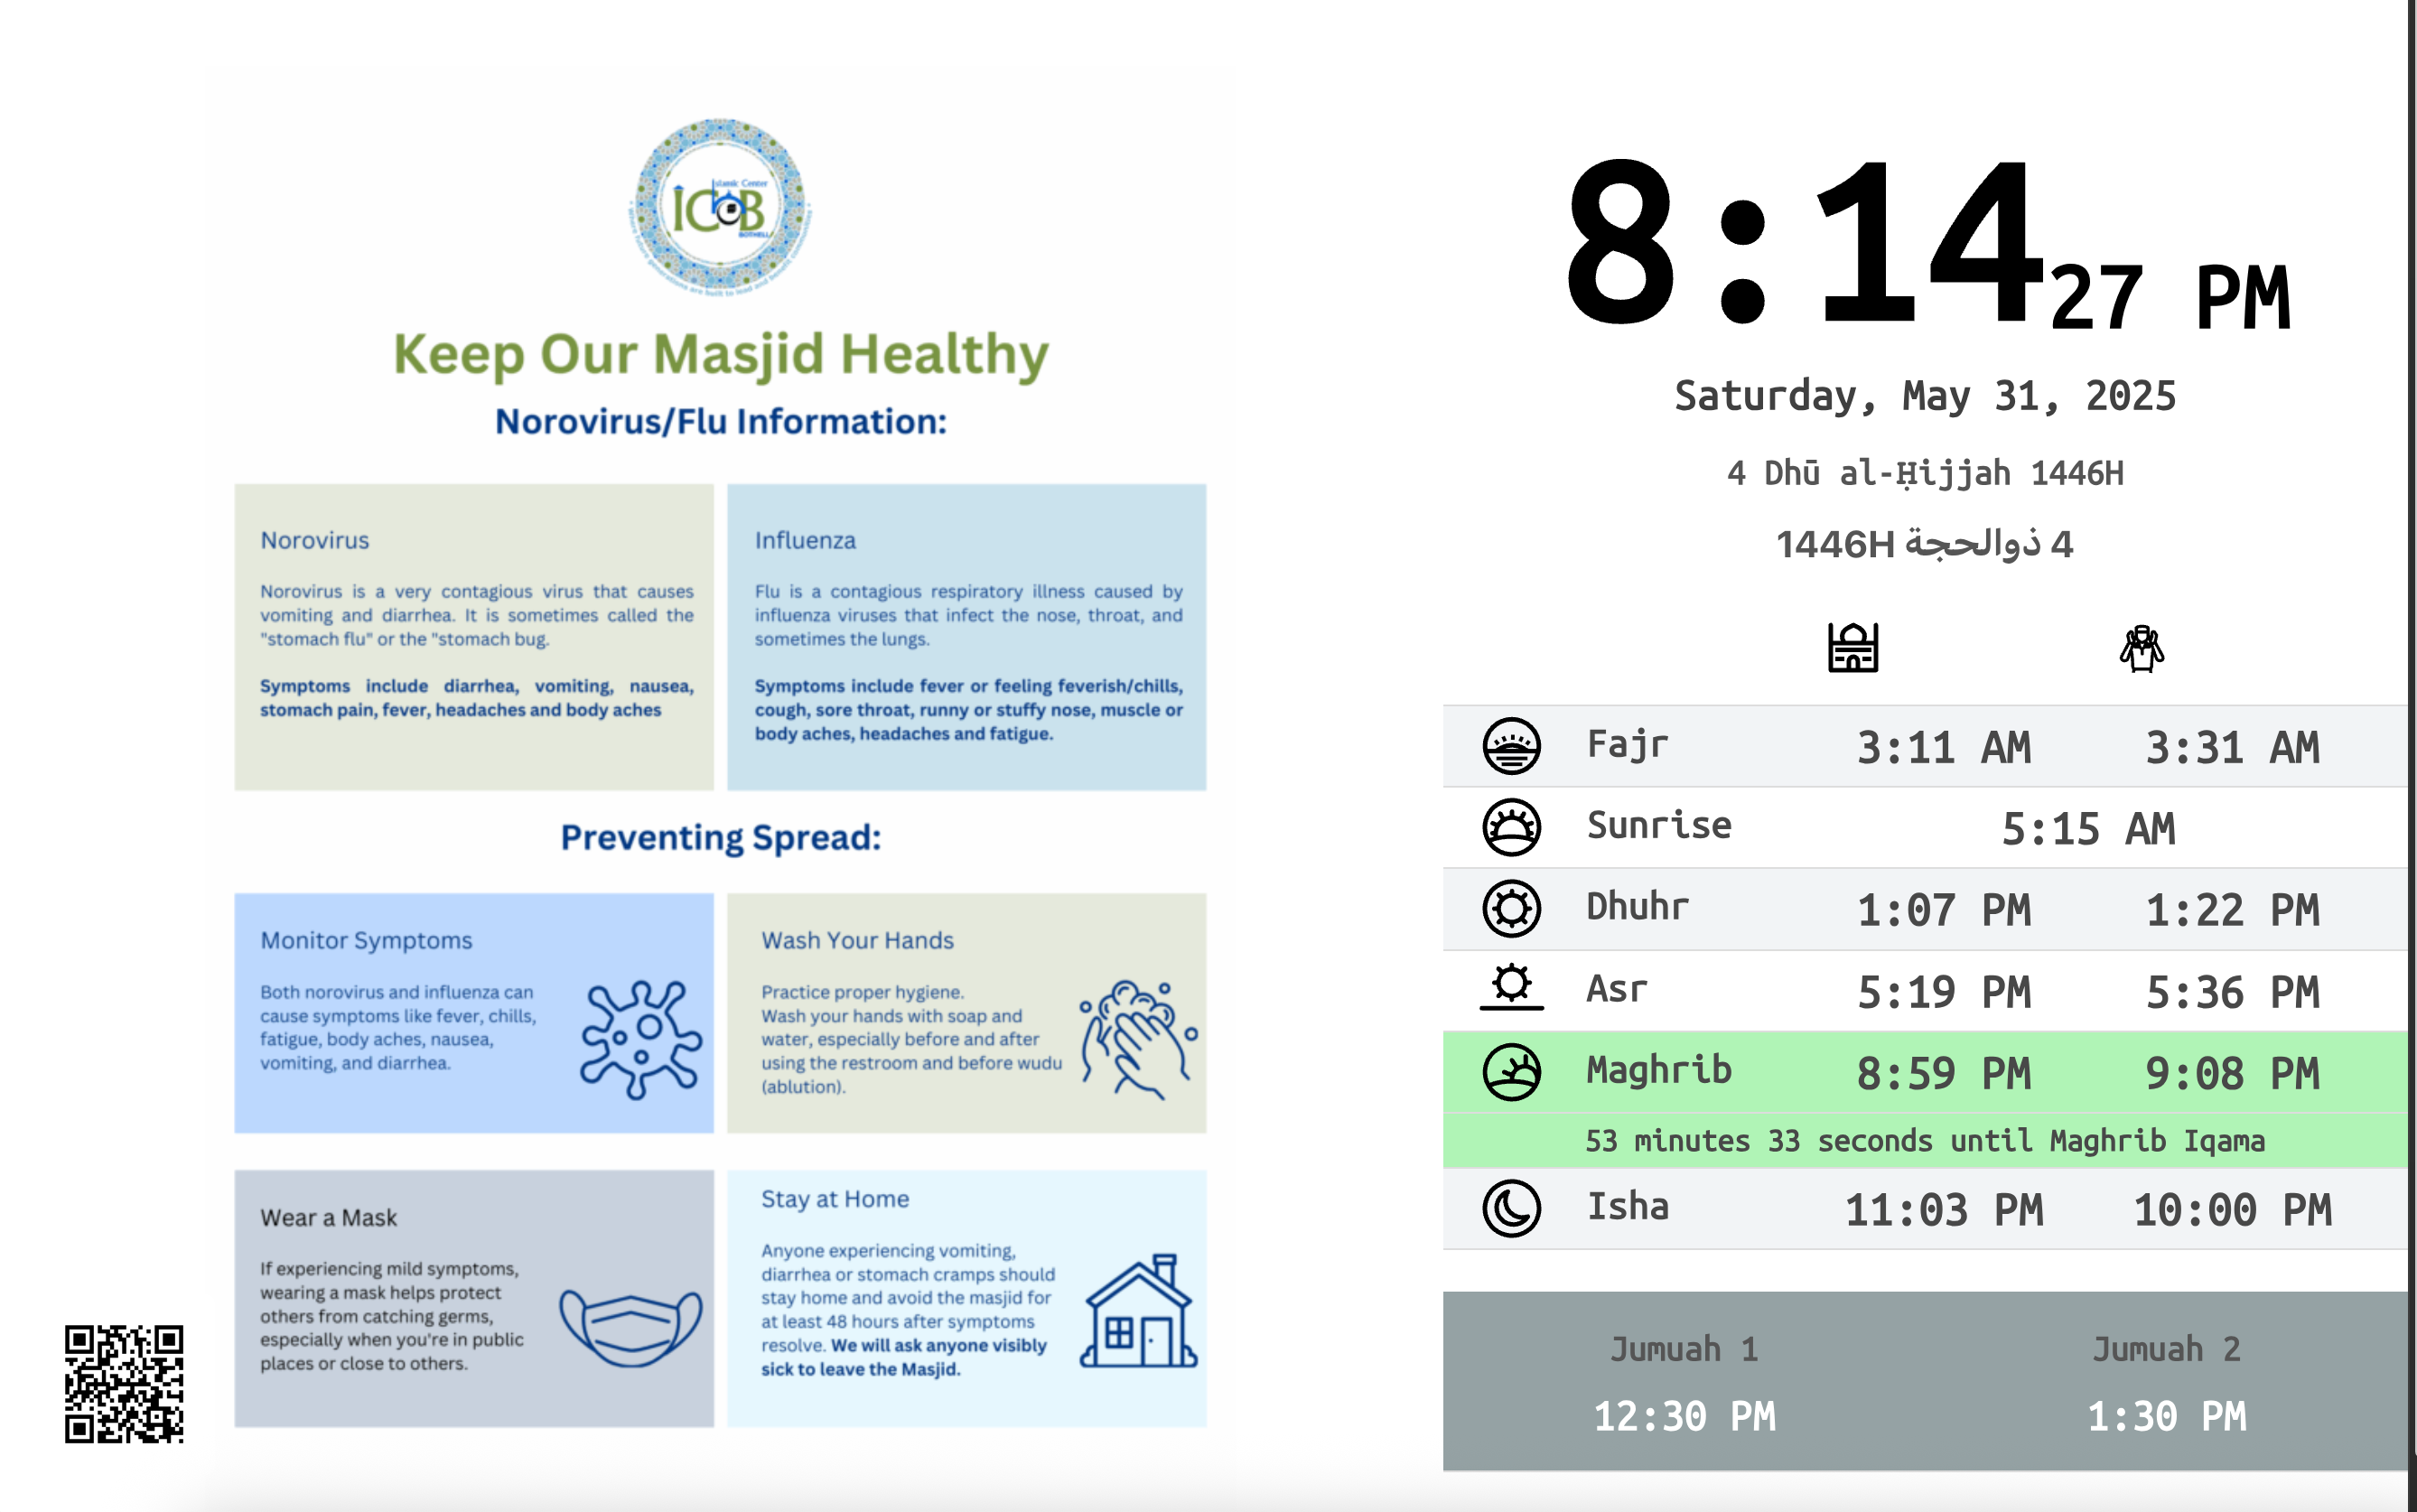 Islamic Center
ICOB
BOTHELL
Keep Our Masjid Healthy
Norovirus/Flu Information:
Norovirus
Norovirus is a very contagious virus that causes
vomiting and diarrhea. It is sometimes called the
"stomach flu" or the "stomach bug.
Symptoms include diarrhea, vomiting, nausea,
stomach pain, fever, headaches and body aches
Influenza
Flu is a contagious respiratory illness caused by
influenza viruses that infect the nose, throat, and
sometimes the lungs.
Symptoms include fever or feeling feverish/chills,
cough, sore throat, runny or stuffy nose, muscle or
body aches, headaches and fatigue.
Preventing Spread:
Monitor Symptoms
Both norovirus and influenza can
cause symptoms like fever, chills,
fatigue, body aches, nausea,
vomiting, and diarrhea.
Wash Your Hands
Practice proper hygiene.
Wash your hands with soap and
water, especially before and after
using the restroom and before wudu
(ablution).
Wear a Mask
If experiencing mild symptoms,
wearing a mask helps protect
others from catching germs,
especially when you're in public
places or close to others.
Stay at Home
Anyone experiencing vomiting,
diarrhea or stomach cramps should
stay home and avoid the masjid for
at least 48 hours after symptoms
resolve. We will ask anyone visibly
sick to leave the Masjid.
8:14 27 PM
Saturday, May 31, 2025
4 Dhū al-Ḥijjah 1446H
4 ذوالحجة 1446H
Fajr 3:11 AM 3:31 AM
Sunrise 5:15 AM
Dhuhr 1:07 PM 1:22 PM
Asr 5:19 PM 5:36 PM
Maghrib 8:59 PM 9:08 PM
53 minutes 33 seconds until Maghrib Iqama
Isha 11:03 PM 10:00 PM
Jumuah 1 Jumuah 2
12:30 PM 1:30 PM